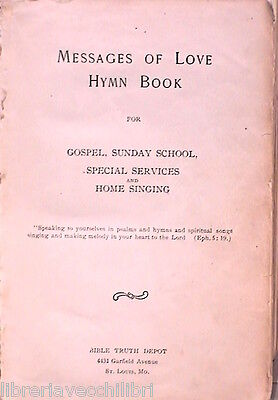 MESSAGES OF LOVE
HYMN BOOK
FOR
GOSPEL, SUNDAY SCHOOL,
SPECIAL SERVICES
AND
HOME SINGING
"Speaking to yourselves in psalms and hymns and spiritual songs
singing and making melody in your heart to the Lord (Eph. 5: 19.)
BIBLE TRUTH DEPOT
4431 Garfield Avenue
ST. LOUIS, MO.
libreriavecchilibri